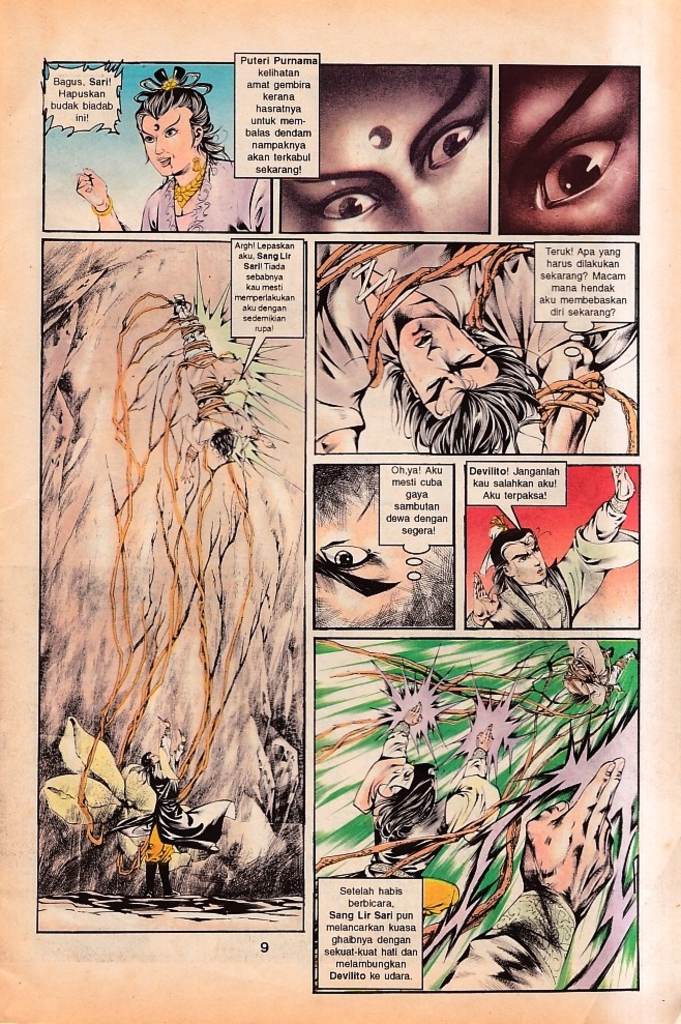 Bagus, Sari!
Hapuskan
budak biadab
ini!
Puteri Purnama
kelihatan
amat gembira
kerana
hasratnya
untuk mem-
balas dendam
nampaknya
akan terkabul
sekarang!
Argh! Lepaskan
aku, Sang Lir
Sari! Tiada
sebabnya
kau mesti
memperlakukan
aku dengan
sedemikian
rupa!
Teruk! Apa yang
harus dilakukan
sekarang? Macam
mana hendak
aku membebaskan
diri sekarang?
Oh,ya! Aku
mesti cuba
gaya
sambutan
dewa dengan
segera!
Devilito! Janganlah
kau salahkan aku!
Aku terpaksa!
Setelah habis
berbicara,
Sang Lir Sari pun
melancarkan kuasa
ghaibnya dengan
sekuat-kuat hati dan
melambungkan
Devilito ke udara.
9